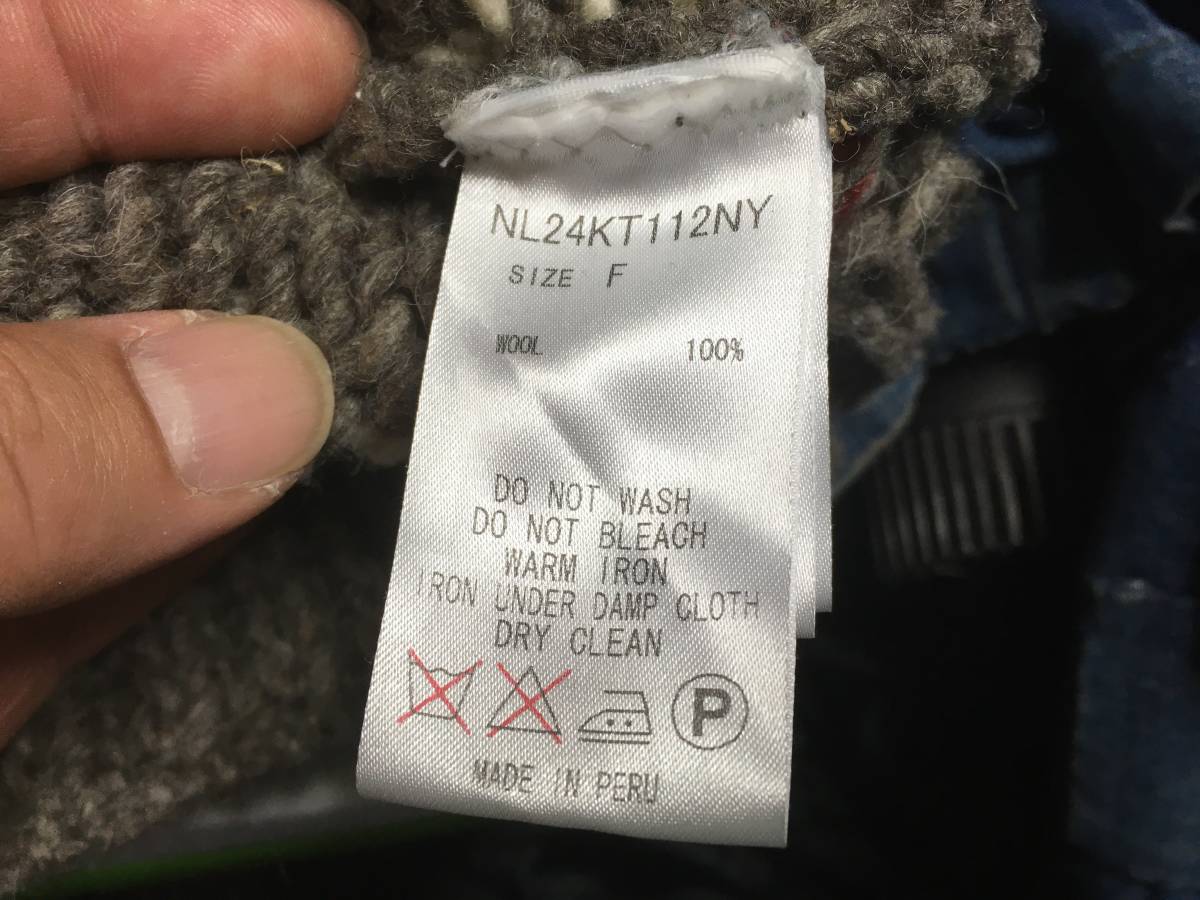 NL24KT112NY
SIZE F
WOOL 100%
DO NOT WASH
DO NOT BLEACH
WARM IRON
IRON UNDER DAMP CLOTH
DRY CLEAN
P
MADE IN PERU